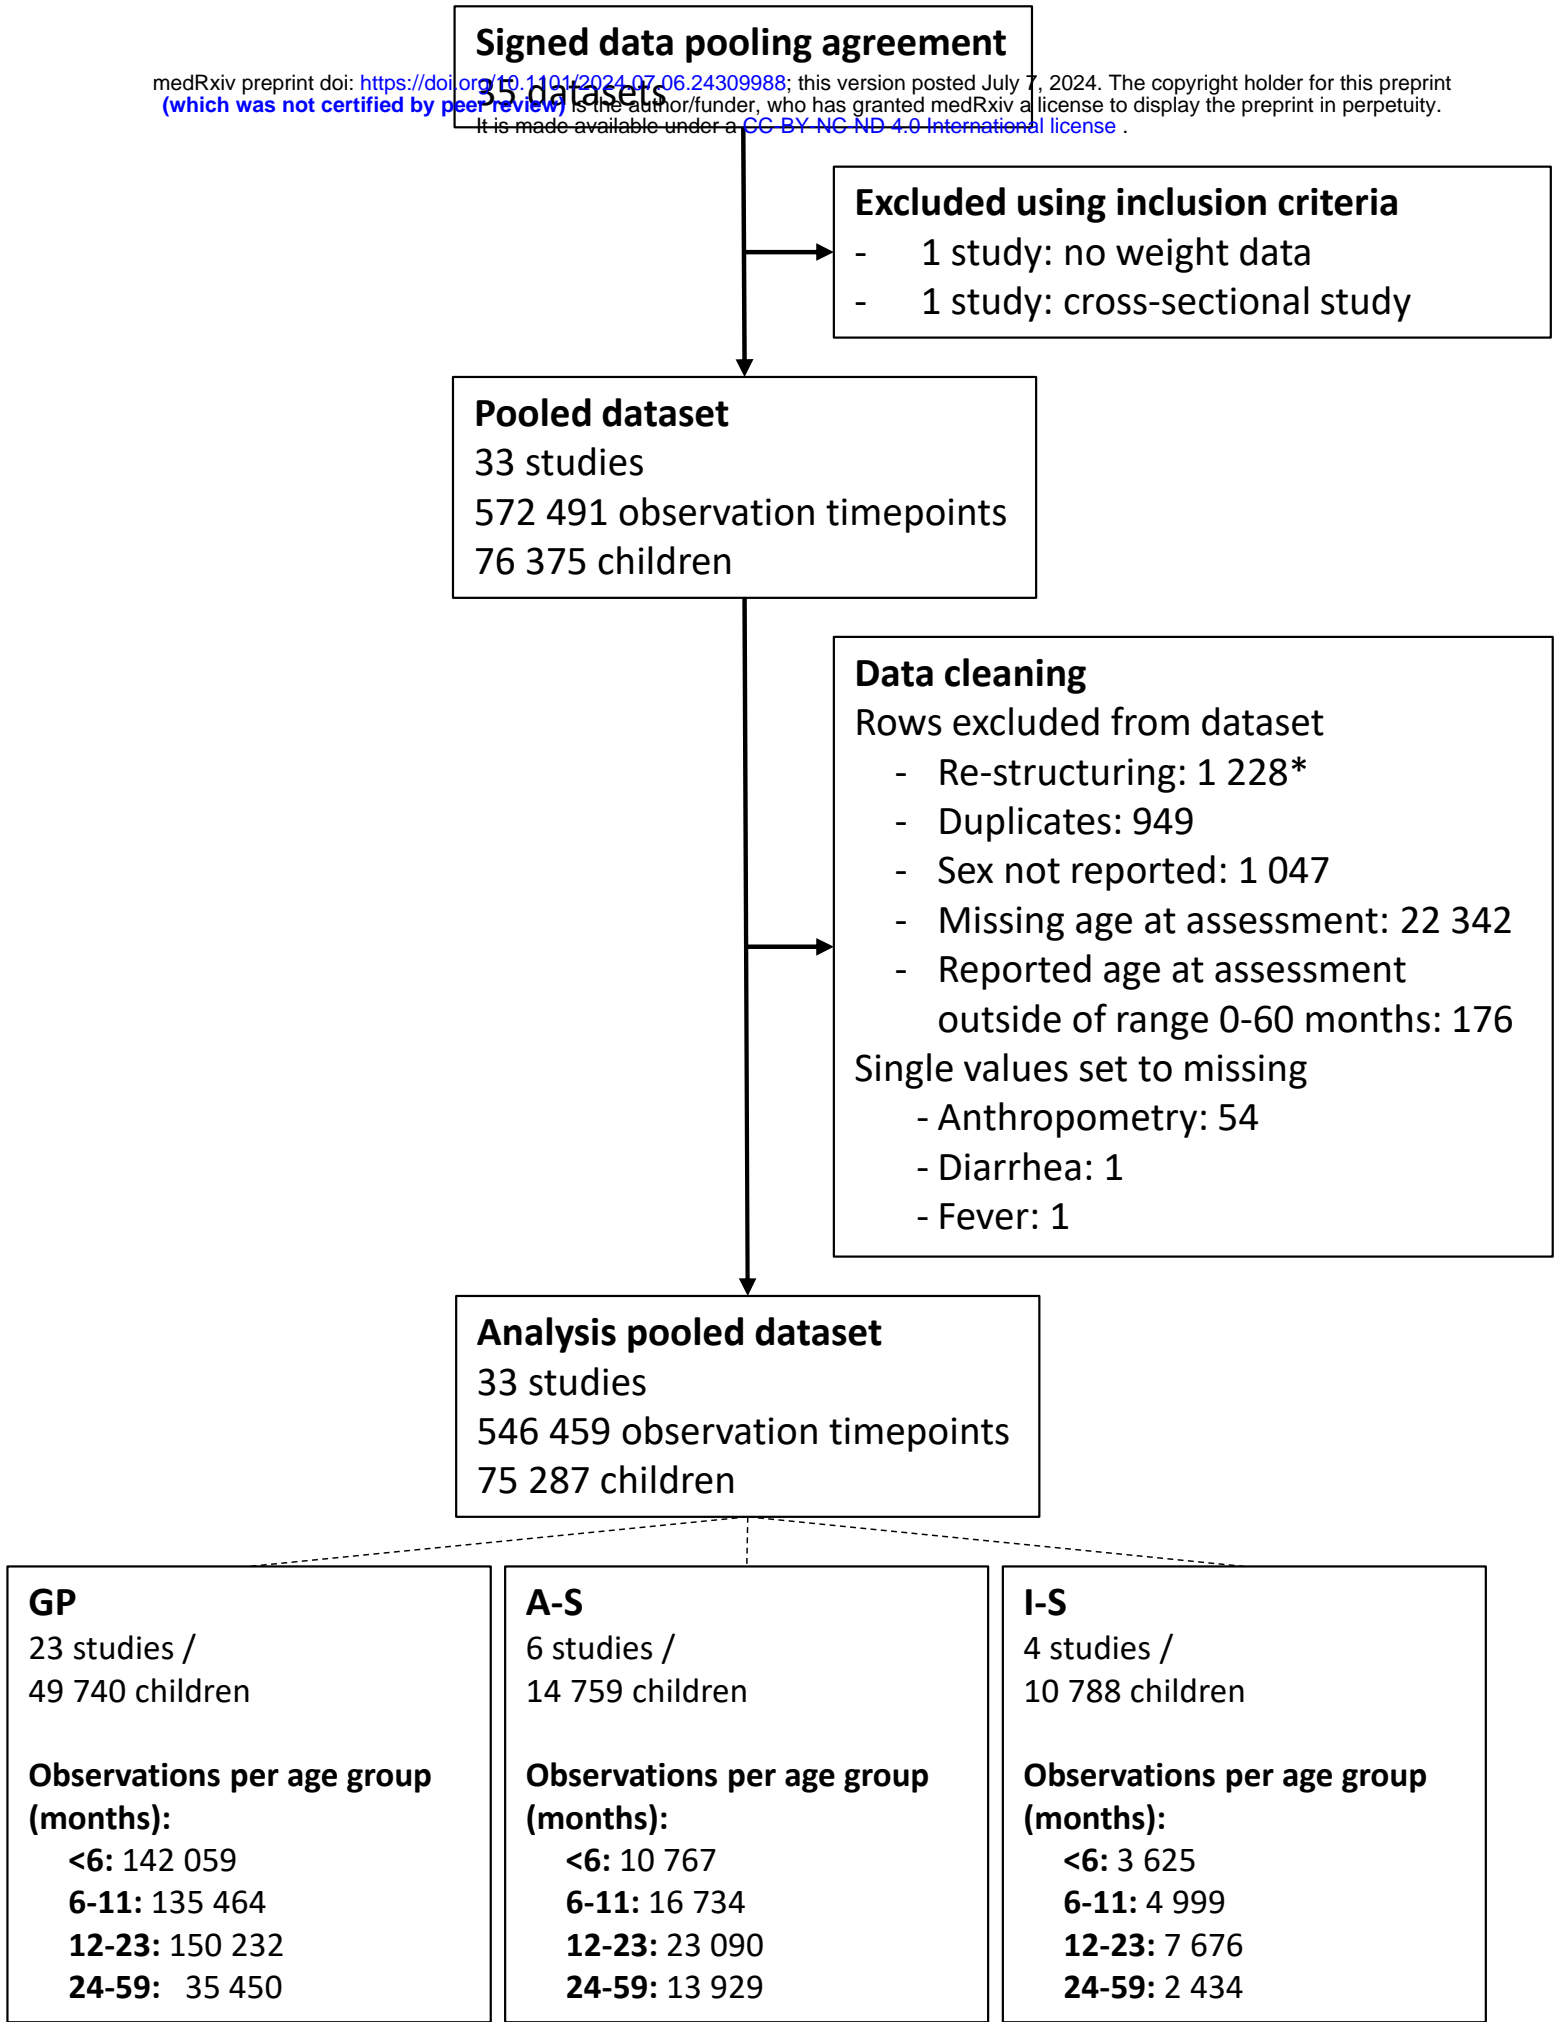 Signed data pooling agreement
35 datasets
medRxiv preprint doi: https://doi.org/10.1101/2024.07.06.24309988; this version posted July 7, 2024. The copyright holder for this preprint
(which was not certified by peer review) is the author/funder, who has granted medRxiv a license to display the preprint in perpetuity.
It is made available under a CC-BY-NC-ND 4.0 International license .
Excluded using inclusion criteria
- 1 study: no weight data
- 1 study: cross-sectional study
Pooled dataset
33 studies
572 491 observation timepoints
76 375 children
Data cleaning
Rows excluded from dataset
- Re-structuring: 1 228*
- Duplicates: 949
- Sex not reported: 1 047
- Missing age at assessment: 22 342
- Reported age at assessment
outside of range 0-60 months: 176
Single values set to missing
- Anthropometry: 54
- Diarrhea: 1
- Fever: 1
Analysis pooled dataset
33 studies
546 459 observation timepoints
75 287 children
GP
23 studies /
49 740 children
Observations per age group
(months):
<6: 142 059
6-11: 135 464
12-23: 150 232
24-59: 35 450
A-S
6 studies /
14 759 children
Observations per age group
(months):
<6: 10 767
6-11: 16 734
12-23: 23 090
24-59: 13 929
I-S
4 studies /
10 788 children
Observations per age group
(months):
<6: 3 625
6-11: 4 999
12-23: 7 676
24-59: 2 434